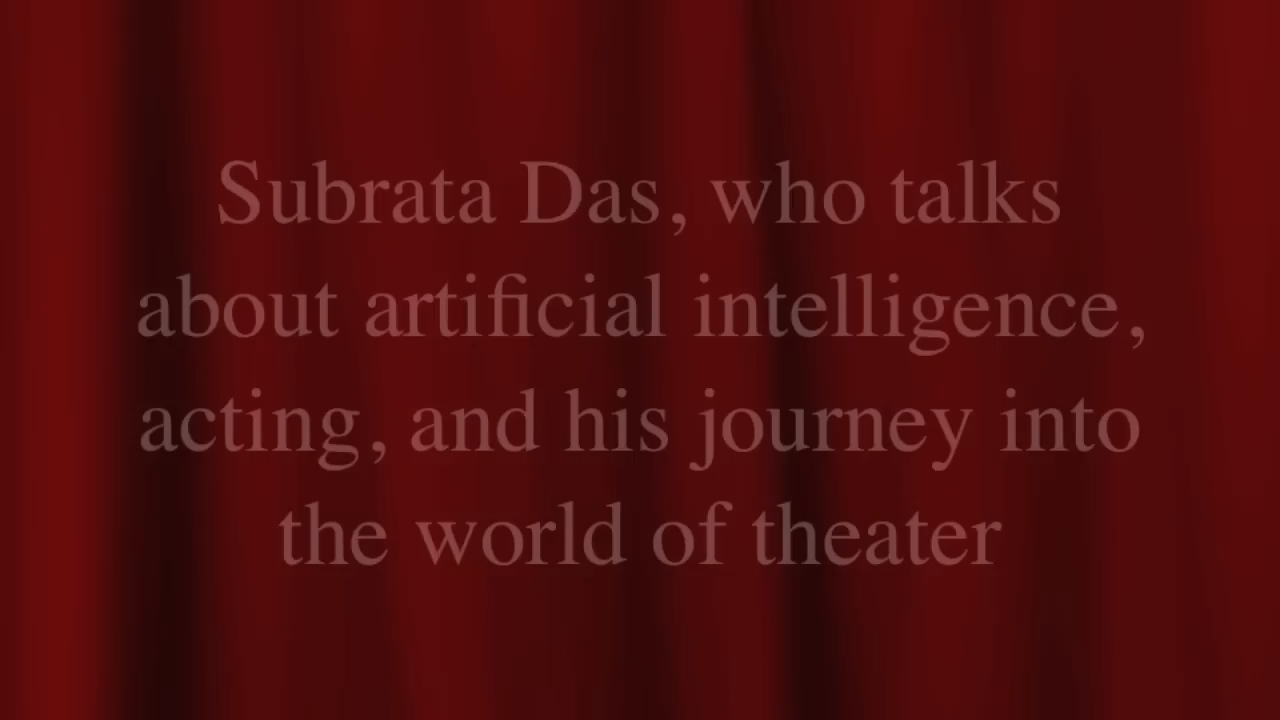 Subrata Das, who talks
about artificial intelligence,
acting, and his journey into
the world of theater